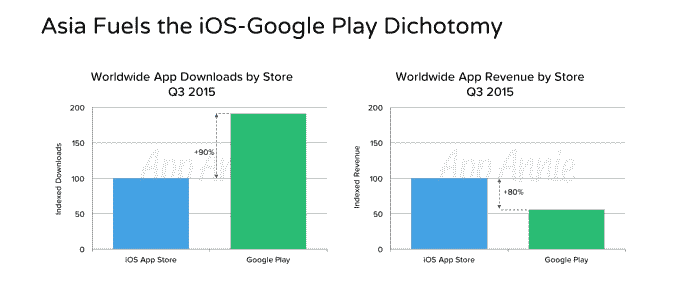 Asia Fuels the iOS-Google Play Dichotomy
Worldwide App Downloads by Store
Q3 2015
Indexed Downloads
200
150
100
50
0
+90%
App An
iOS App Store
Google Play
Worldwide App Revenue by Store
Q3 2015
Indexed Revenue
200
150
100
50
0
+80%
App Annie
iOS App Store
Google Play